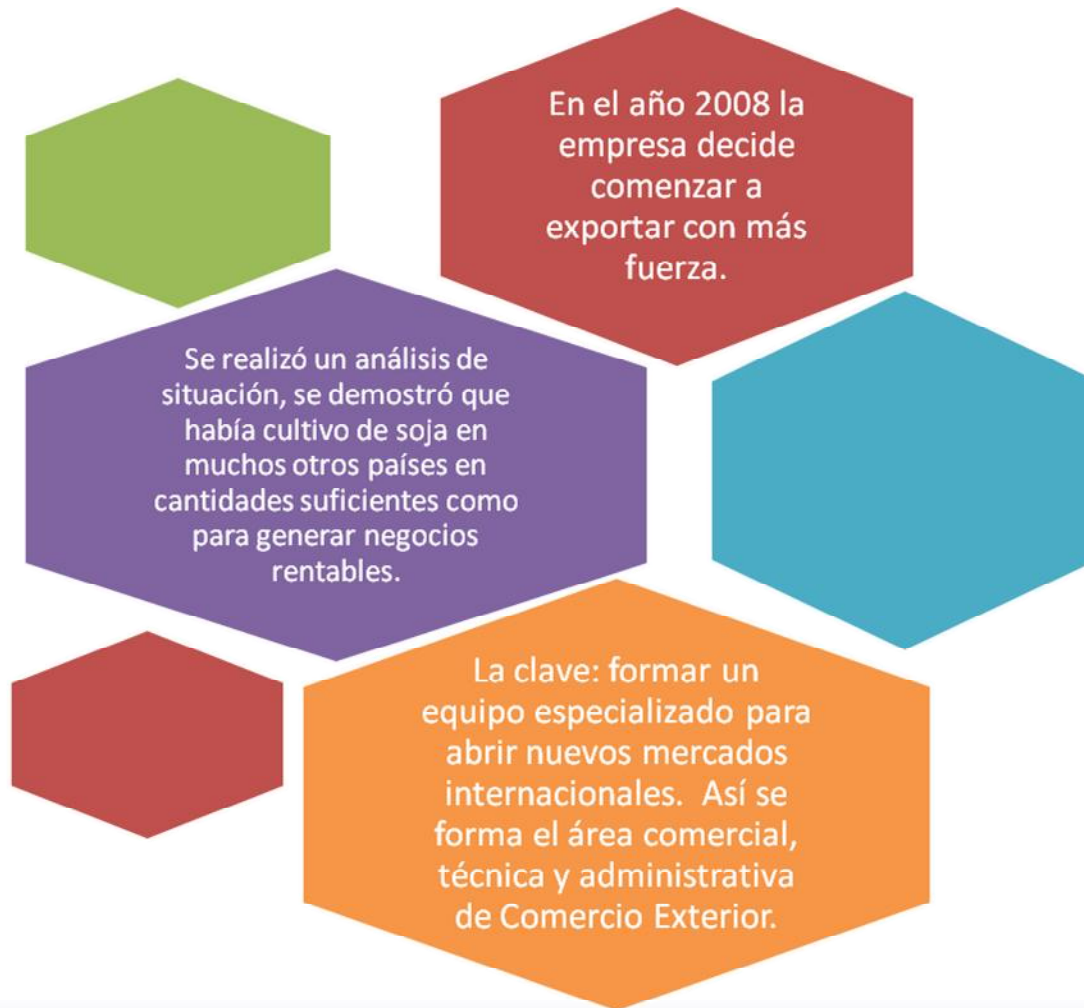 En el año 2008 la
empresa decide
comenzar a
exportar con más
fuerza.
Se realizó un análisis de
situación, se demostró que
había cultivo de soja en
muchos otros países en
cantidades suficientes como
para generar negocios
rentables.
La clave: formar un
equipo especializado para
abrir nuevos mercados
internacionales.  Así se
forma el área comercial,
técnica y administrativa
de Comercio Exterior.